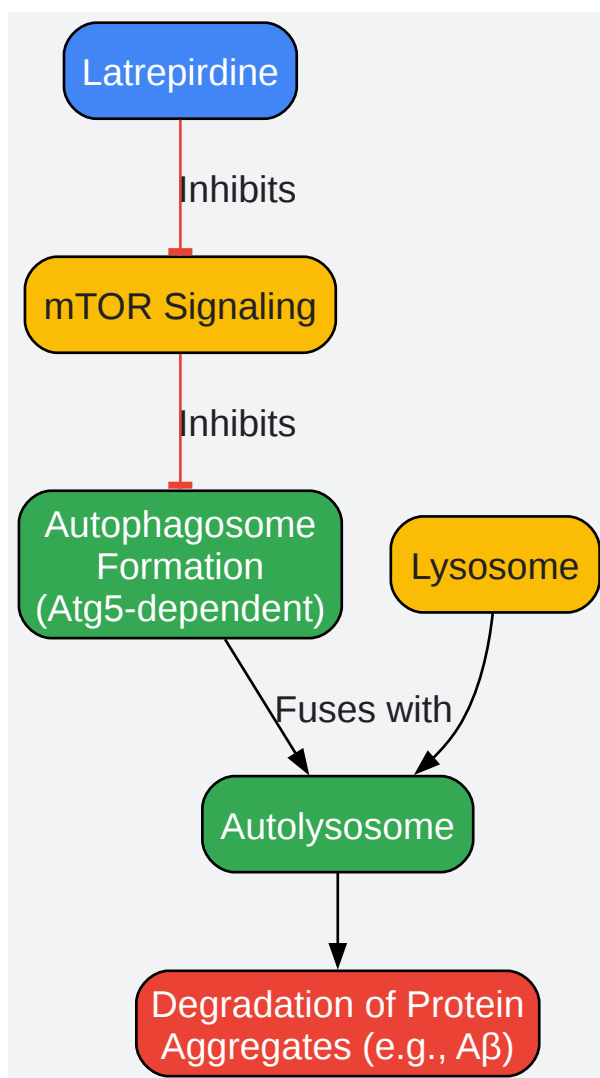 Latrepirdine
Inhibits
mTOR Signaling
Inhibits
Autophagosome
Formation
(Atg5-dependent)
Lysosome
Fuses with
Autolysosome
Degradation of Protein
Aggregates (e.g., Aβ)